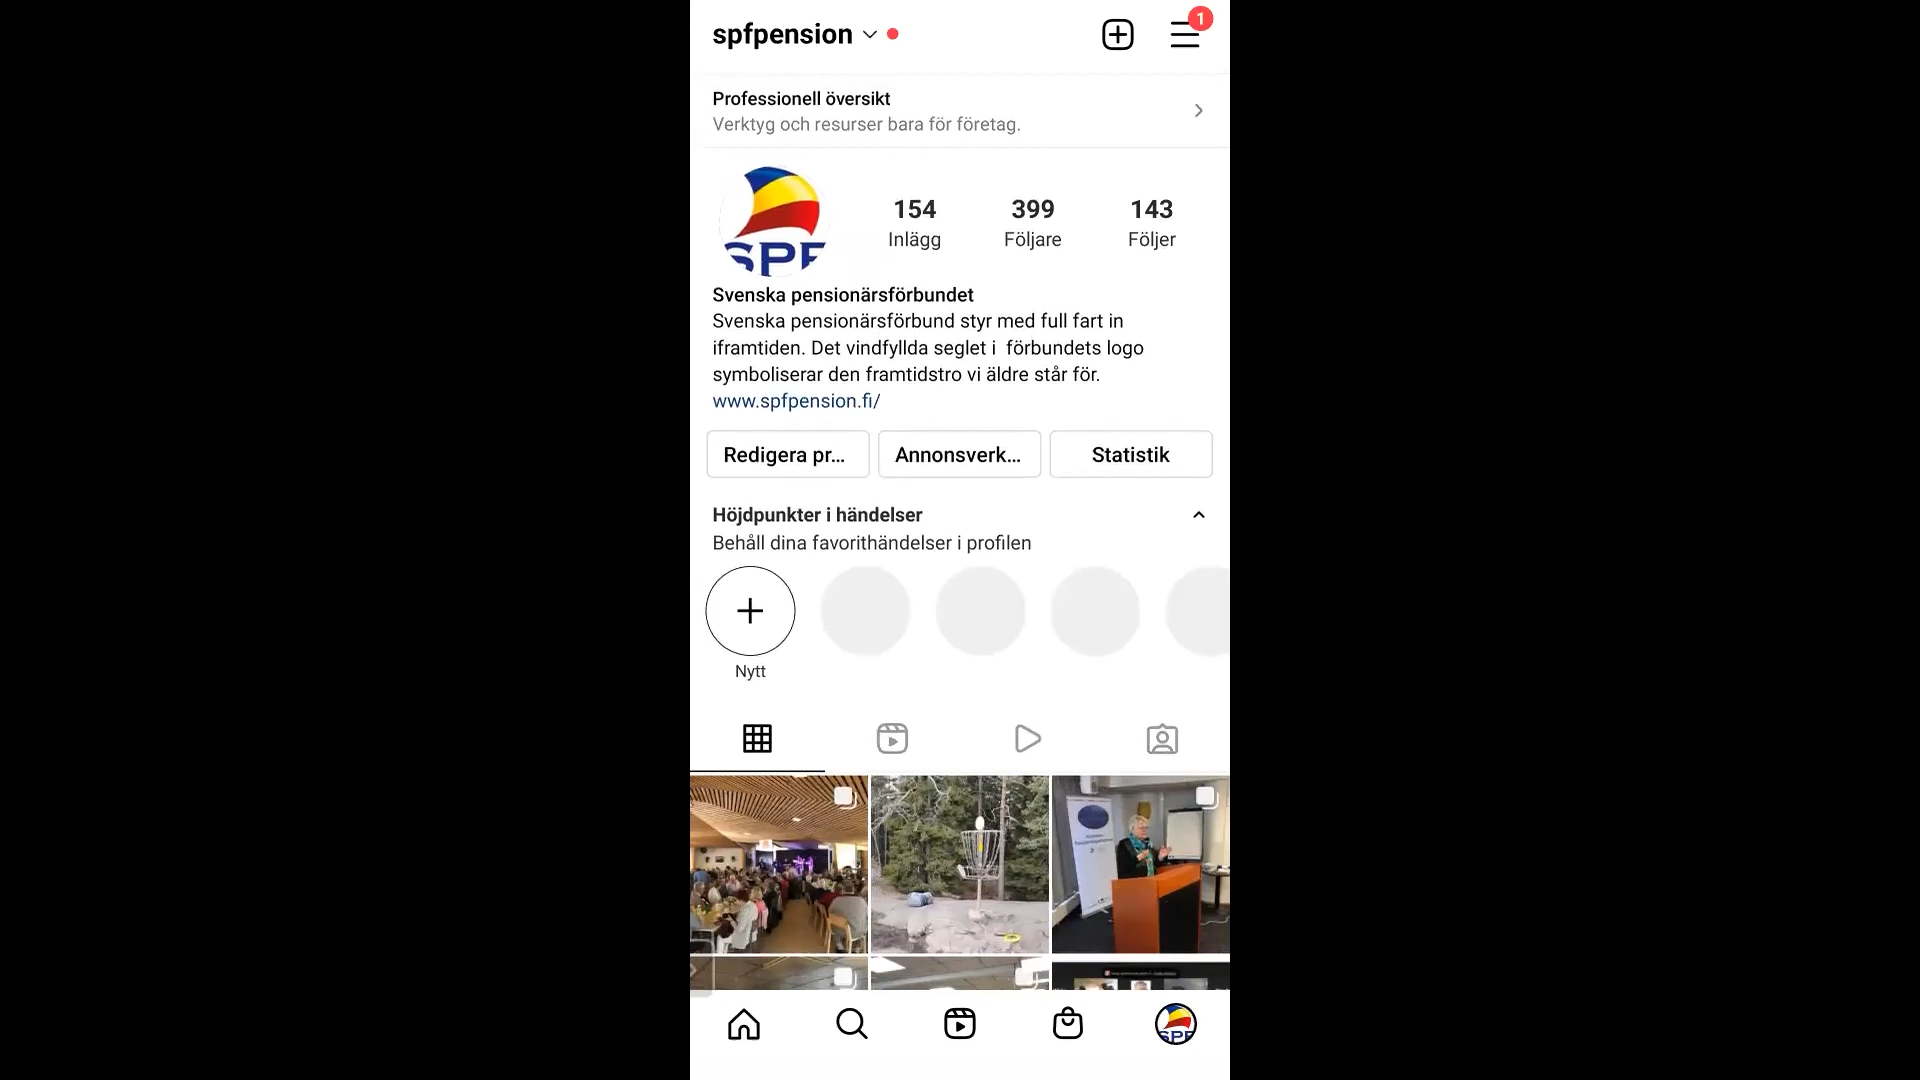 spfpension
1
Professionell översikt
Verktyg och resurser bara för företag.
SPF
154
399
143
Inlägg
Följare
Följer
Svenska pensionärsförbundet
Svenska pensionärsförbund styr med full fart in
iframtiden. Det vindfyllda seglet i förbundets logo
symboliserar den framtidstro vi äldre står för.
www.spfpension.fi/
Redigera pr...
Annonsverk...
Statistik
Höjdpunkter i händelser
Behåll dina favorithändelser i profilen
Nytt
SPF